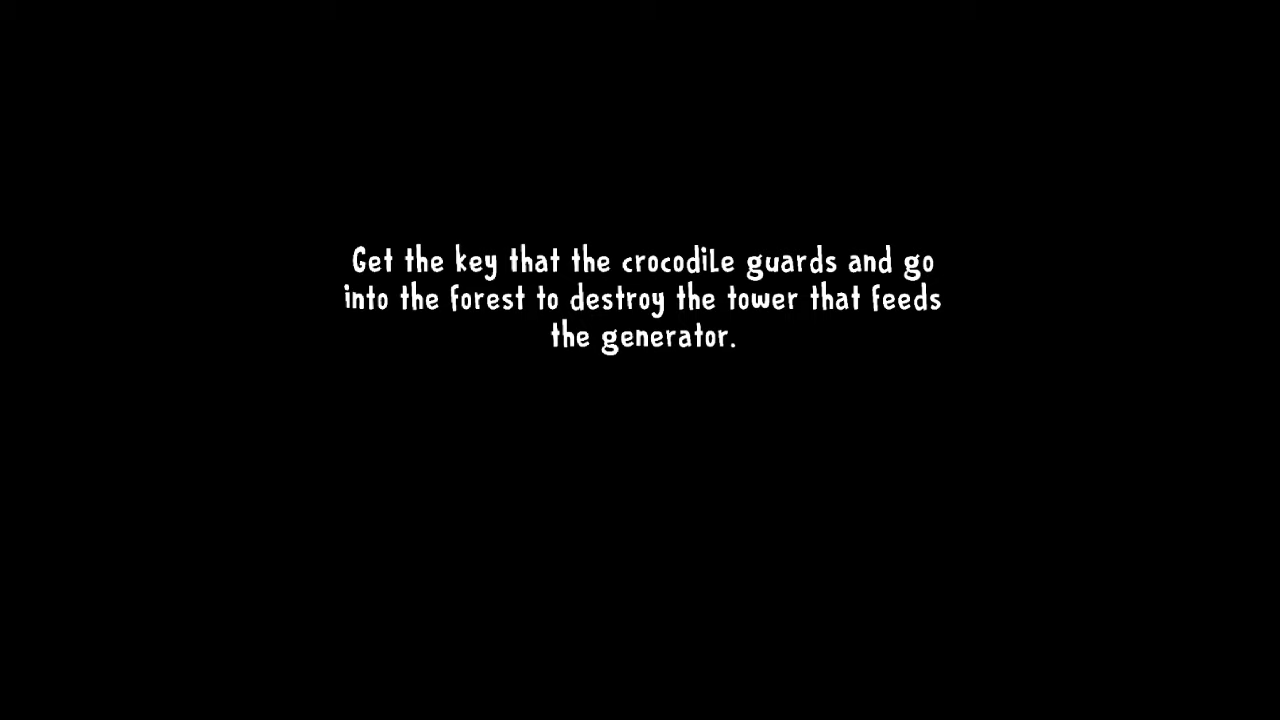 Get the key that the crocodile guards and go
into the forest to destroy the tower that feeds
the generator.